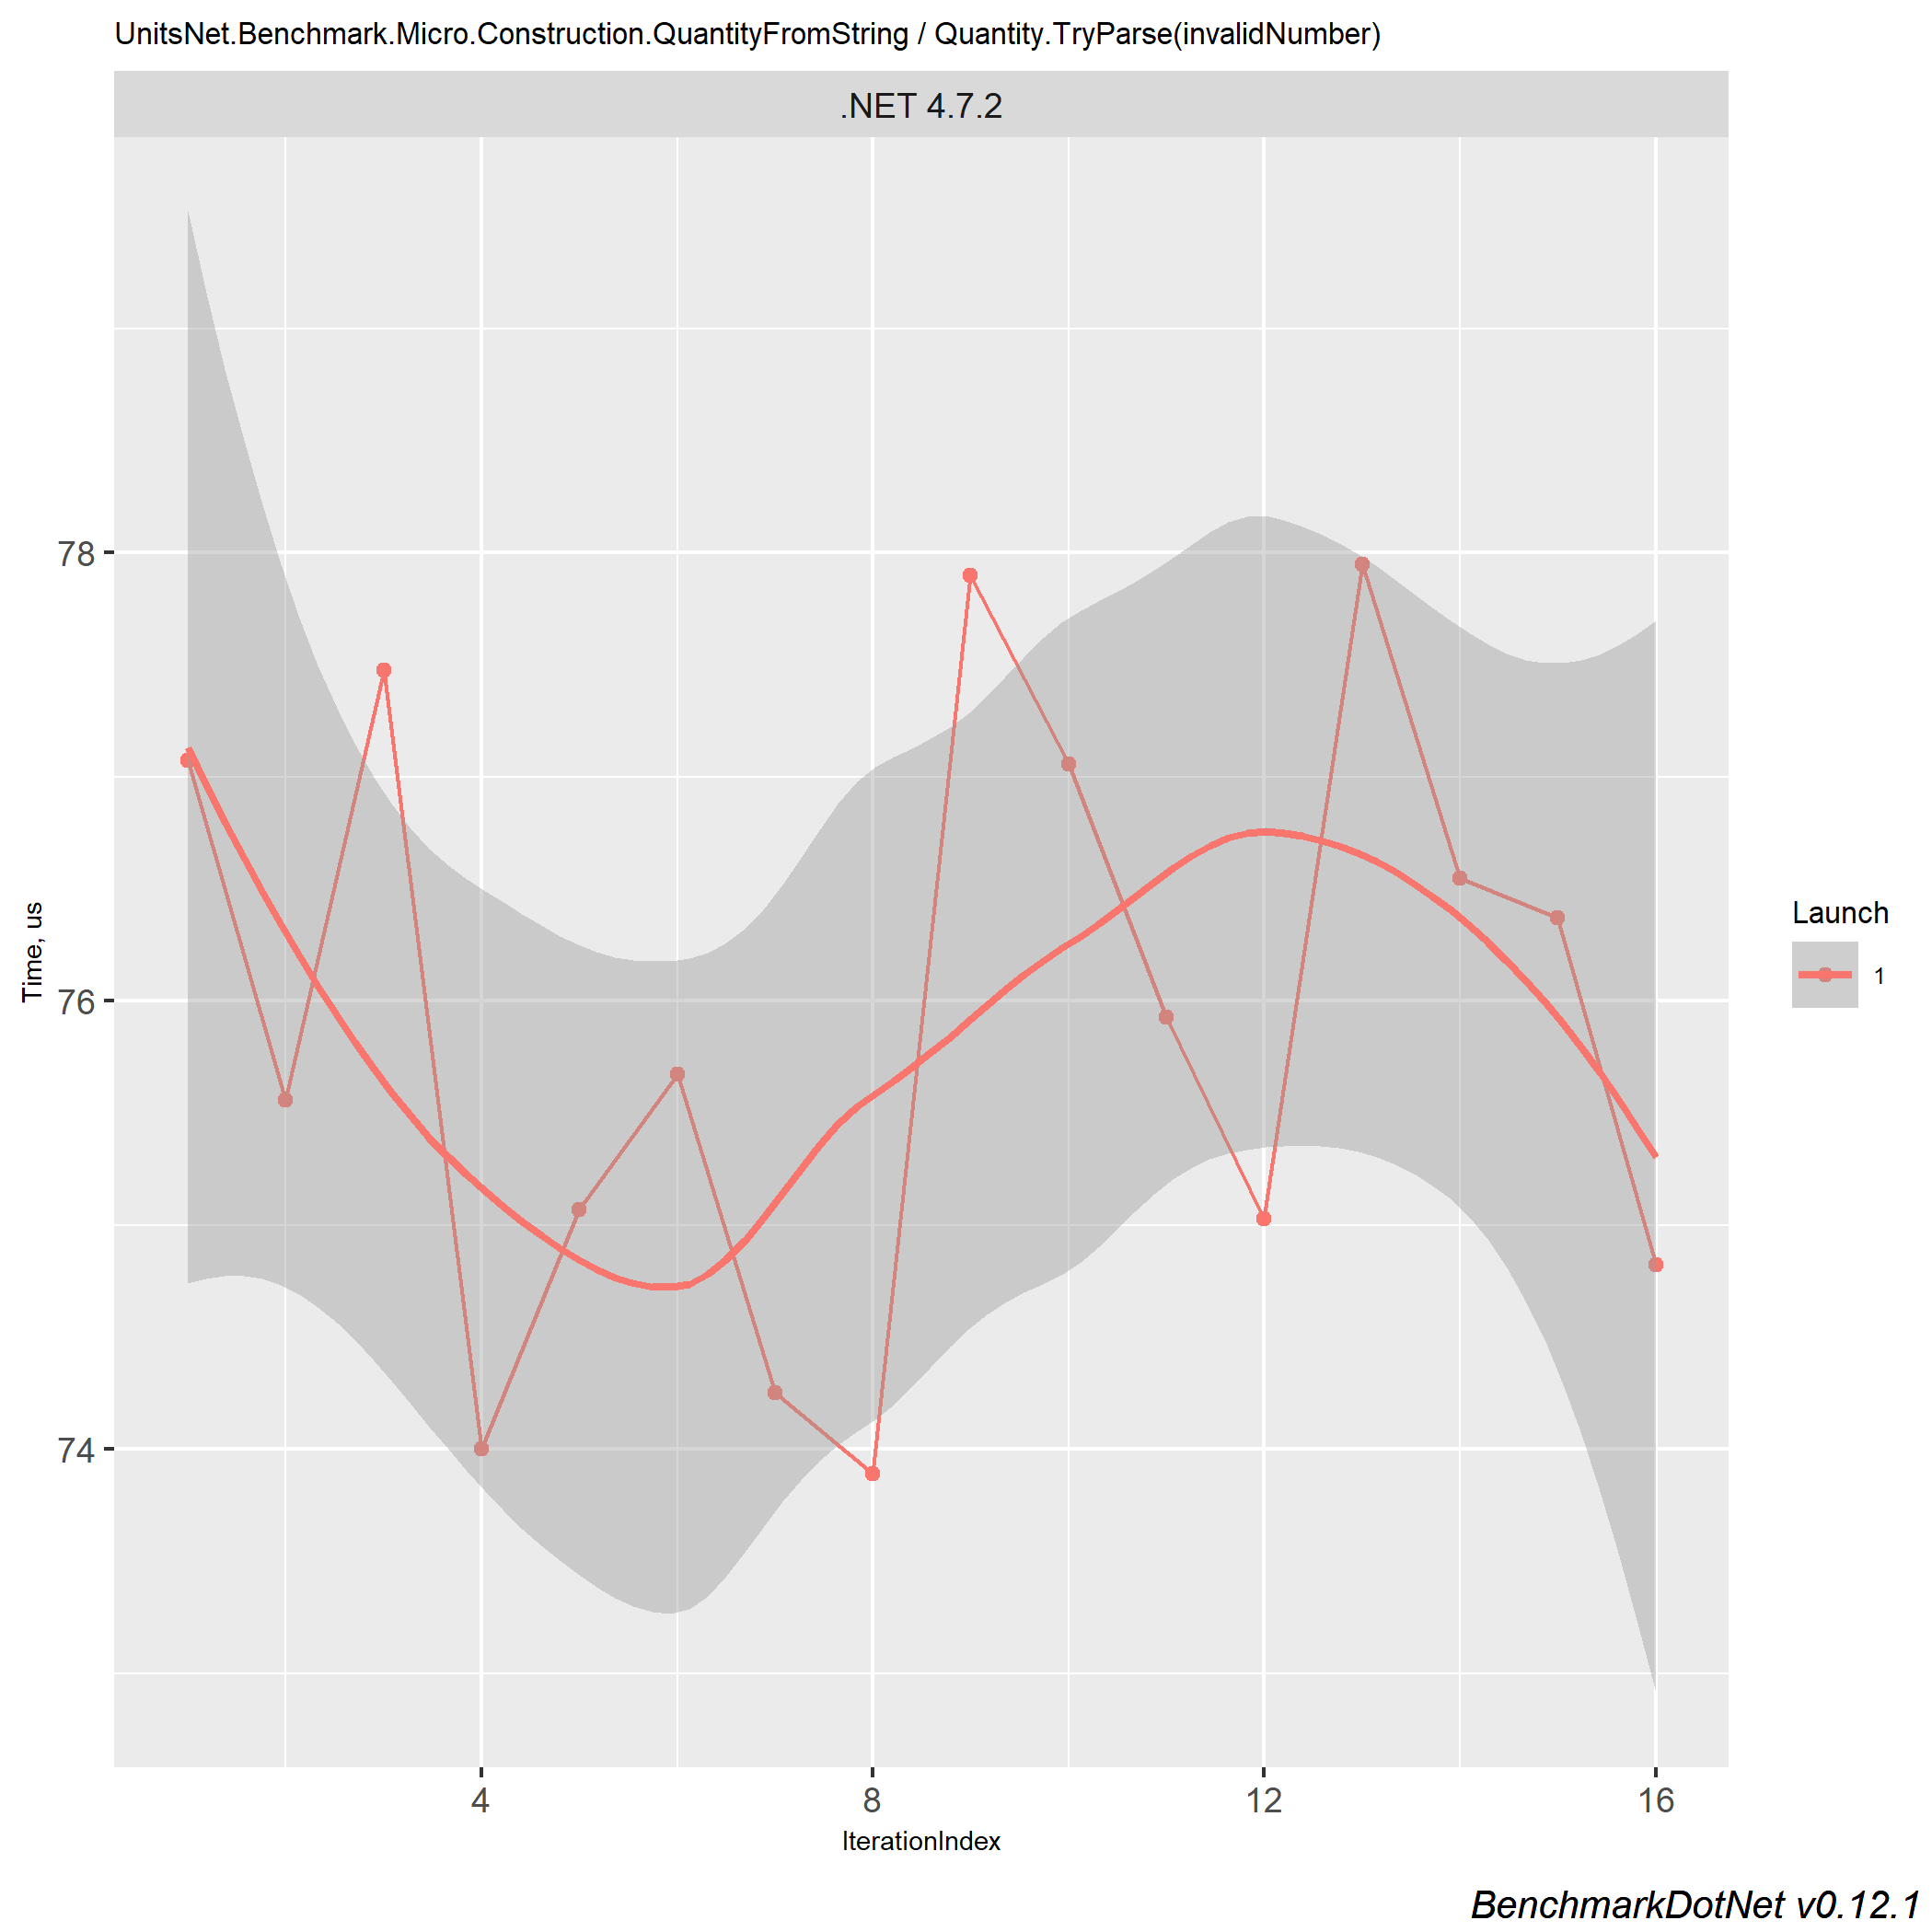 UnitsNet.Benchmark.Micro.Construction.QuantityFromString / Quantity.TryParse(invalidNumber)
.NET 4.7.2
78
76
74
Time, us
4 8 12 16
IterationIndex
Launch
1
BenchmarkDotNet v0.12.1